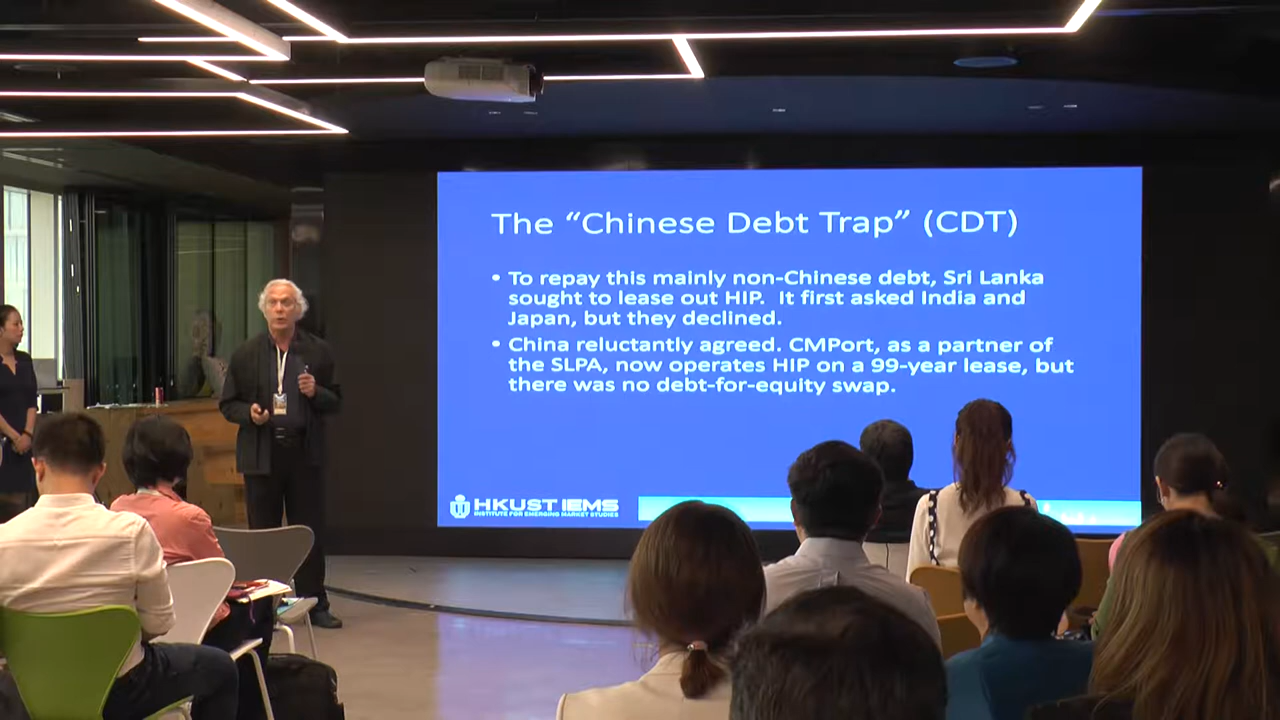 The “Chinese Debt Trap” (CDT)
• To repay this mainly non-Chinese debt, Sri Lanka
sought to lease out HIP.  It first asked India and
Japan, but they declined.
• China reluctantly agreed. CMPort, as a partner of
the SLPA, now operates HIP on a 99-year lease, but
there was no debt-for-equity swap.
HKUST IEMS
INSTITUTE FOR EMERGING MARKET STUDIES